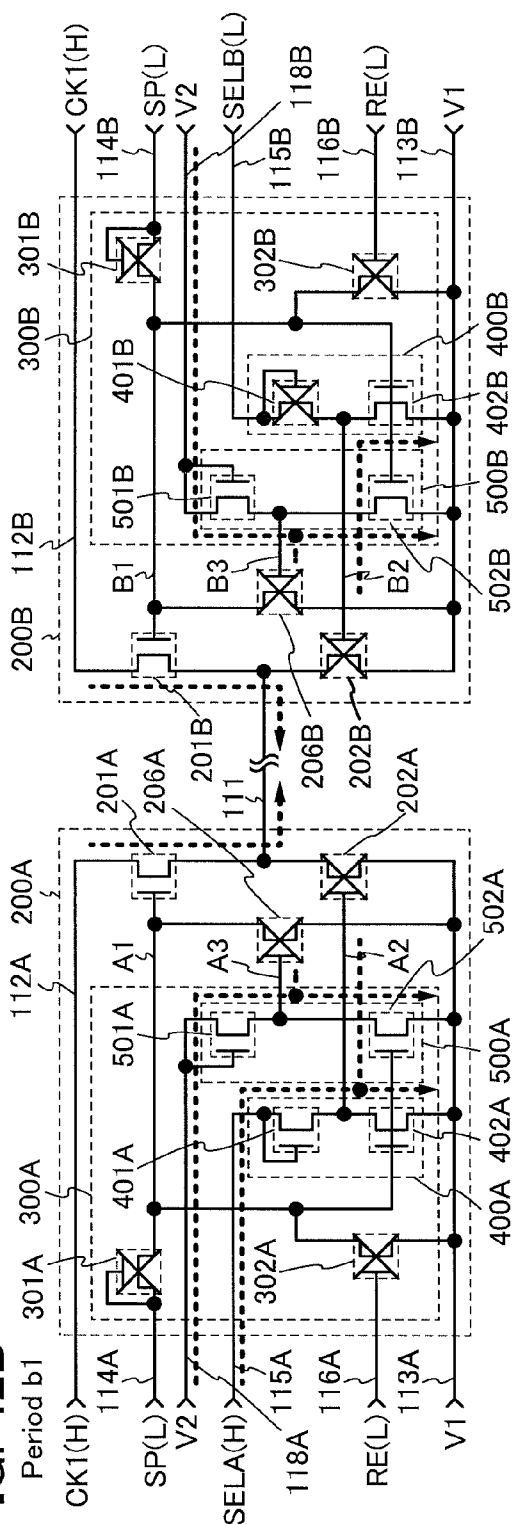 Period b1
CK1(H)
SP(L)
V2
SELA(H)
RE(L)
V1
114A
118A
115A
116A
113A
301A
300A
112A
200A
401A
501A
A1
A3
A2
302A
400A
402A
500A
502A
201A
206A
202A
111
200B
112B
300B
301B
201B
206B
202B
B1
B3
B2
501B
401B
302B
502B
500B
402B
400B
CK1(H)
SP(L)
V2
SELB(L)
RE(L)
V1
114B
118B
115B
116B
113B